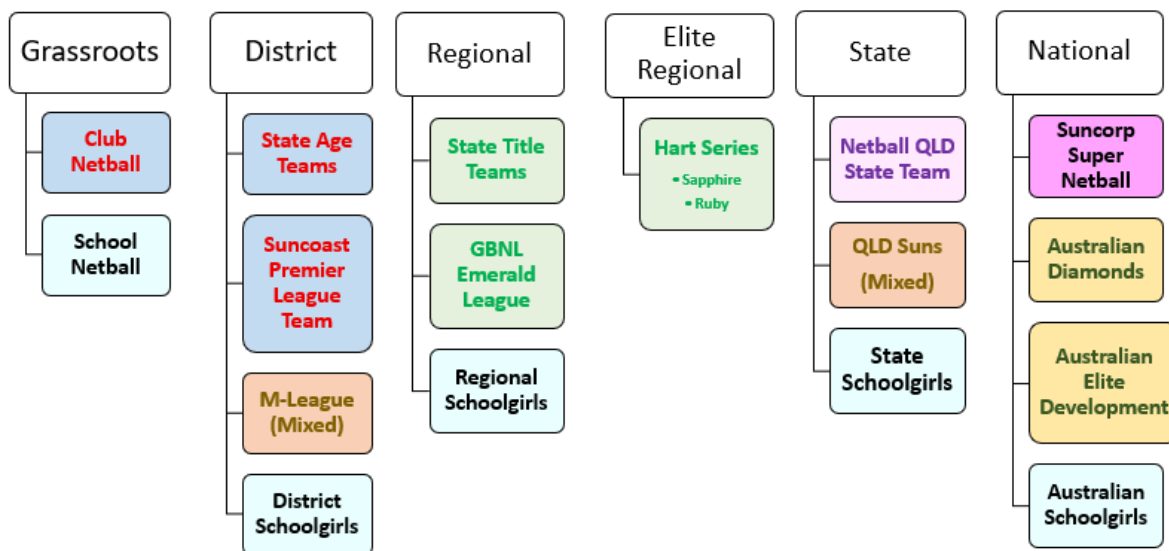 Grassroots
Club
Netball
School
Netball
District
State Age
Teams
Suncoast
Premier
League
Team
M-League
(Mixed)
District
Schoolgirls
Regional
State Title
Teams
GBNL
Emerald
League
Regional
Schoolgirls
Elite
Regional
Hart Series
• Sapphire
• Ruby
State
Netball QLD
State Team
QLD Suns
(Mixed)
State
Schoolgirls
National
Suncorp
Super
Netball
Australian
Diamonds
Australian
Elite
Development
Australian
Schoolgirls